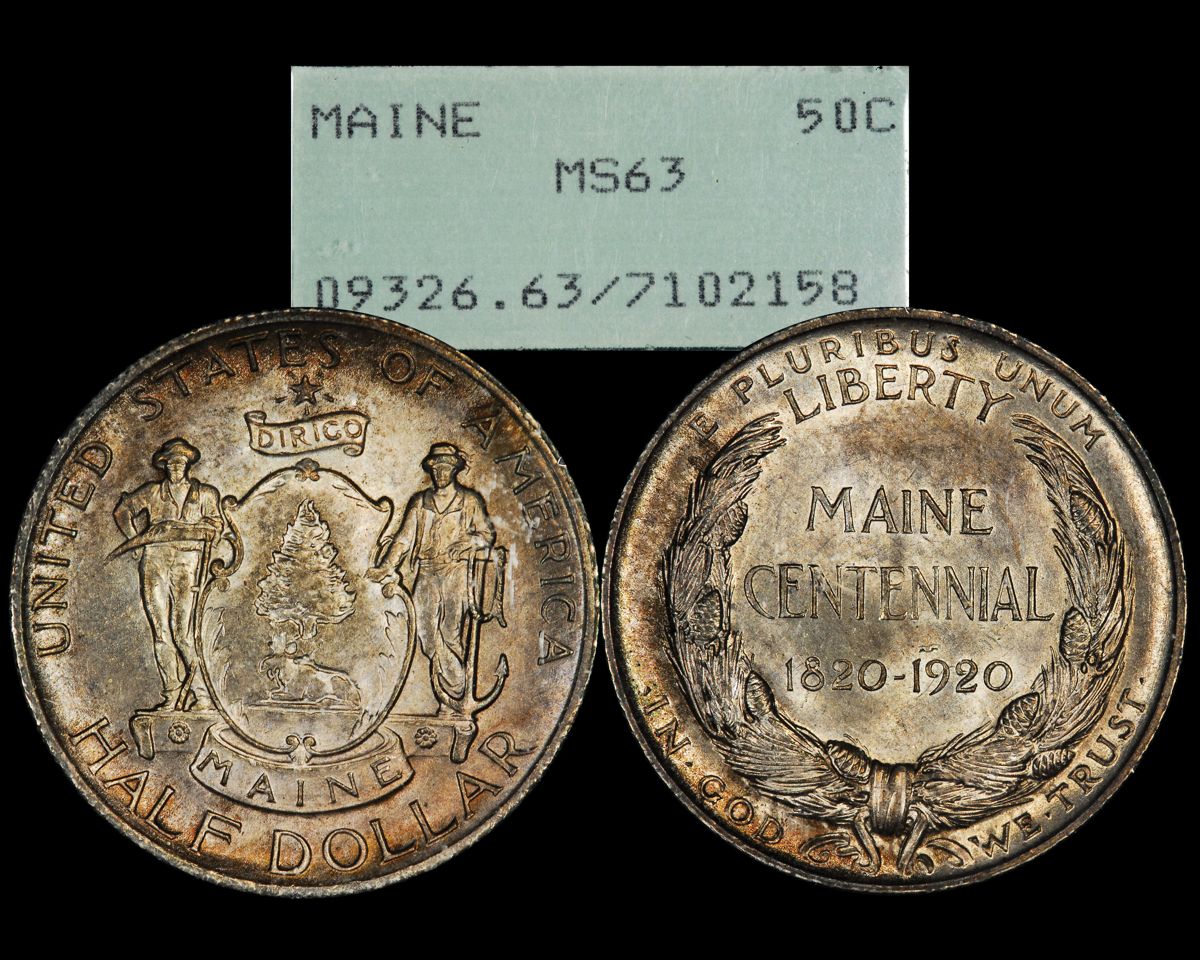 MAINE 50C
MS63
09326.63/7102158
UNITED STATES OF AMERICA
DIRIGO
MAINE
HALF DOLLAR
E PLURIBUS UNUM
LIBERTY
MAINE
CENTENNIAL
1820-1920
·IN·GOD WE·TRUST·